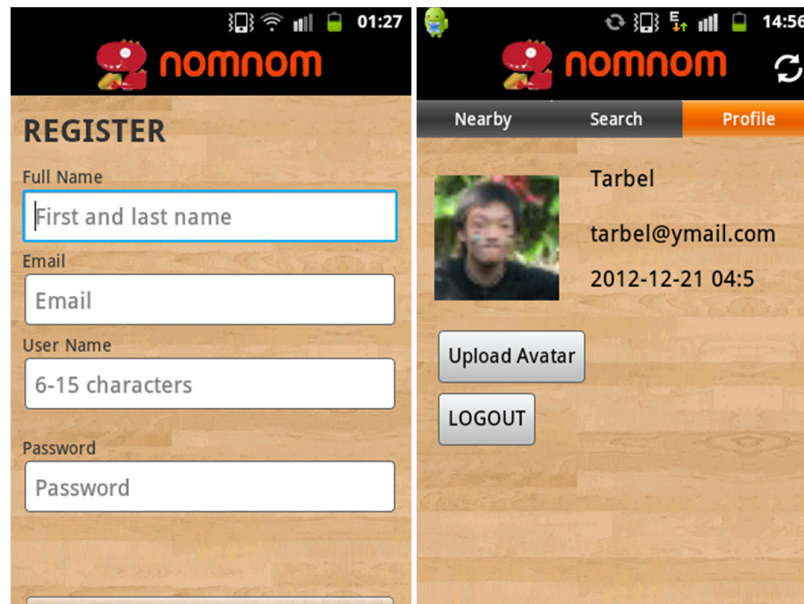 01:27
nomnom
REGISTER
Full Name
First and last name
Email
Email
User Name
6-15 characters
Password
Password
E
14:56
nomnom
Nearby
Search
Profile
Tarbel
tarbel@ymail.com
2012-12-21 04:5
Upload Avatar
LOGOUT